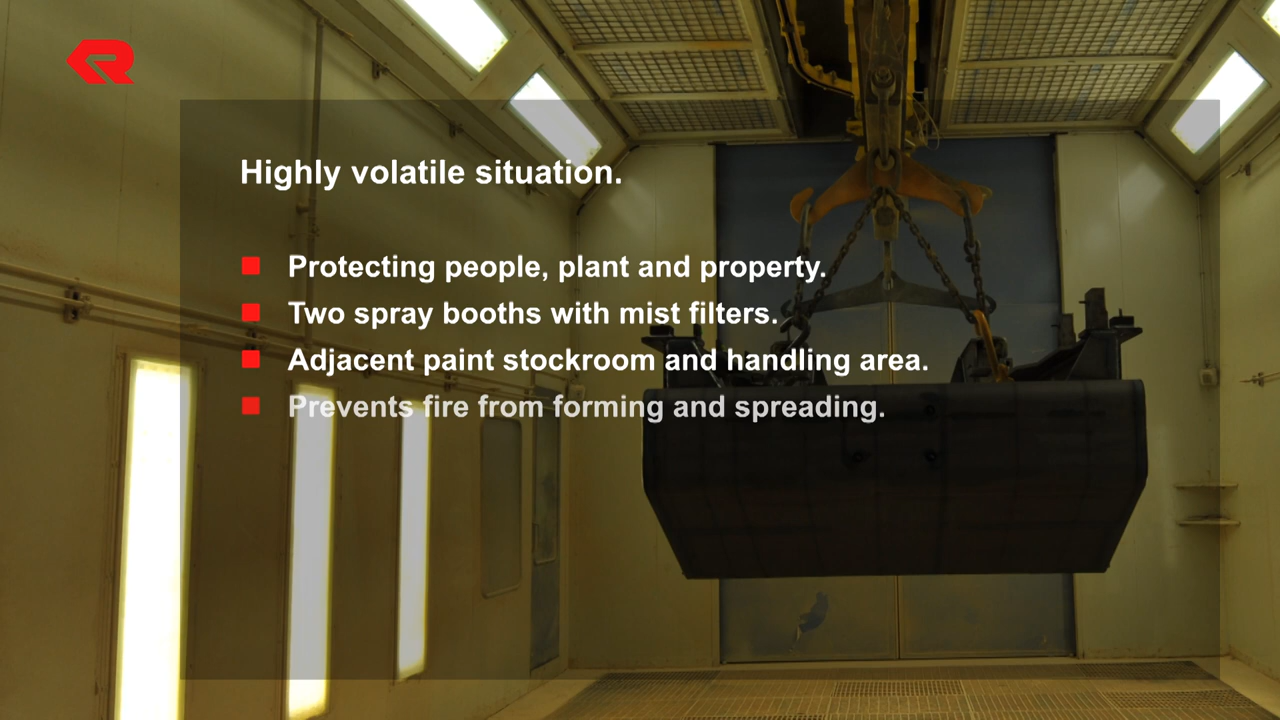 Highly volatile situation.
Protecting people, plant and property.
Two spray booths with mist filters.
Adjacent paint stockroom and handling area.
Prevents fire from forming and spreading.